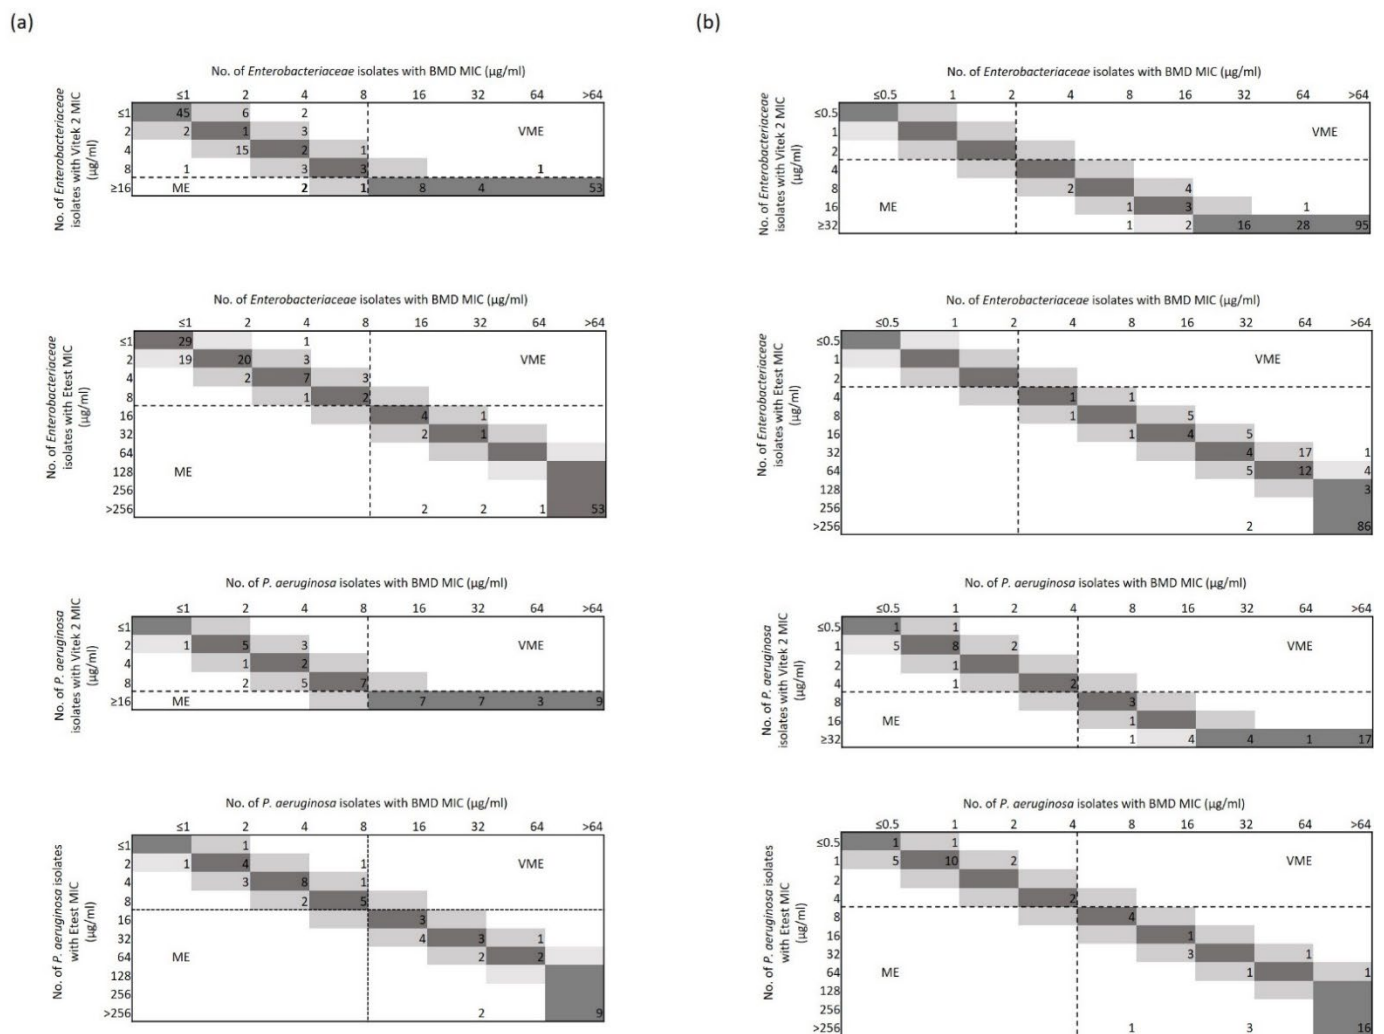 (a)
No. of Enterobacteriaceae isolates with BMD MIC (µg/ml)
≤1 2 4 8 16 32 64 >64
No. of Enterobacteriaceae
isolates with Vitek 2 MIC
(µg/ml)
≤1 45 6 2
2 2 1 3 VME
4 15 2 1
8 1 3 3 1
≥16 ME 2 1 8 4 53
No. of Enterobacteriaceae isolates with BMD MIC (µg/ml)
≤1 2 4 8 16 32 64 >64
No. of Enterobacteriaceae
isolates with Etest MIC
(µg/ml)
≤1 29 1
2 19 20 3 VME
4 2 7 3
8 1 2
16 4 1
32 2 1
64
128 ME
256
>256 2 2 1 53
No. of P. aeruginosa isolates with BMD MIC (µg/ml)
≤1 2 4 8 16 32 64 >64
No. of P. aeruginosa
isolates with Vitek 2 MIC
(µg/ml)
≤1
2 1 5 3 VME
4 1 2
8 2 5 7
≥16 ME 7 7 3 9
No. of P. aeruginosa isolates with BMD MIC (µg/ml)
≤1 2 4 8 16 32 64 >64
No. of P. aeruginosa isolates
with Etest MIC
(µg/ml)
≤1 1
2 1 4 1 VME
4 3 8 1
8 2 5
16 3
32 4 3 1
64 ME 2 2
128
256
>256 2 9
(b)
No. of Enterobacteriaceae isolates with BMD MIC (µg/ml)
≤0.5 1 2 4 8 16 32 64 >64
No. of Enterobacteriaceae
isolates with Vitek 2 MIC
(µg/ml)
≤0.5
1 VME
2
4
8 2 4
16 ME 1 3 1
≥32 1 2 16 28 95
No. of Enterobacteriaceae isolates with BMD MIC (µg/ml)
≤0.5 1 2 4 8 16 32 64 >64
No. of Enterobacteriaceae
isolates with Etest MIC
(µg/ml)
≤0.5
1 VME
2
4 1 1
8 1 5
16 1 4 5
32 4 17 1
64 ME 5 12 4
128 3
256
>256 2 86
No. of P. aeruginosa isolates with BMD MIC (µg/ml)
≤0.5 1 2 4 8 16 32 64 >64
No. of P. aeruginosa
isolates with Vitek 2 MIC
(µg/ml)
≤0.5 1 1
1 5 8 2 VME
2 1
4 1 2
8 3
16 ME 1
≥32 1 4 4 1 17
No. of P. aeruginosa isolates with BMD MIC (µg/ml)
≤0.5 1 2 4 8 16 32 64 >64
No. of P. aeruginosa isolates
with Etest MIC
(µg/ml)
≤0.5 1 1
1 5 10 2 VME
2
4 2
8 4
16 1
32 3 1
64 ME 1 1
128
256
>256 1 3 16